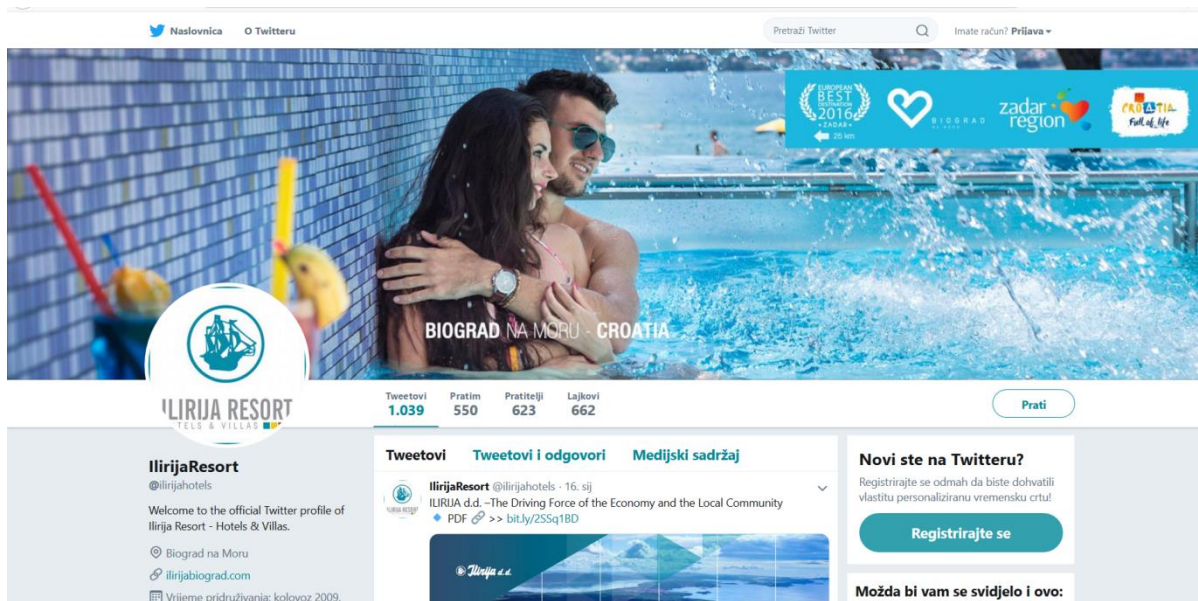 Naslovnica O Twitteru
Pretraži Twitter
Imate račun? Prijava
EUROPEAN
BEST
DESTINATION
2016
ZADAR
26 km
BIOGRAD
zadar
region
CROATIA
Full of life
BIOGRAD NA MORU - CROATIA
ILIRIJA RESORT
TELS & VILLAS
Tweetovi Pratim Pratitelji Lajkovi
1.039 550 623 662
Prati
IlirijaResort
@ilirijahotels
Welcome to the official Twitter profile of
Ilirija Resort - Hotels & Villas.
Biograd na Moru
ilirijabiograd.com
Vrijeme pridruživanja: kolovoz 2009.
Tweetovi Tweetovi i odgovori Medijski sadržaj
IlirijaResort @ilirijahotels · 16. sij
ILIRIJA d.d. –The Driving Force of the Economy and the Local Community
PDF >> bit.ly/2SSq1BD
Ilirija d.d.
Novi ste na Twitteru?
Registrirajte se odmah da biste dohvatili
vlastitu personaliziranu vremensku crtu!
Registrirajte se
Možda bi vam se svidjelo i ovo: